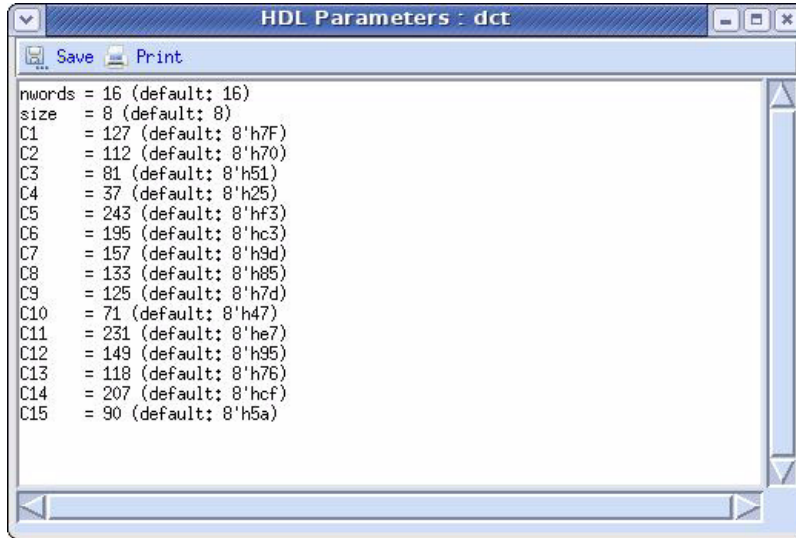 HDL Parameters : dct
Save Print
nwords = 16 (default: 16)
size = 8 (default: 8)
C1 = 127 (default: 8'h7F)
C2 = 112 (default: 8'h70)
C3 = 81 (default: 8'h51)
C4 = 37 (default: 8'h25)
C5 = 243 (default: 8'hf3)
C6 = 195 (default: 8'hc3)
C7 = 157 (default: 8'h9d)
C8 = 133 (default: 8'h85)
C9 = 125 (default: 8'h7d)
C10 = 71 (default: 8'h47)
C11 = 231 (default: 8'he7)
C12 = 149 (default: 8'h95)
C13 = 118 (default: 8'h76)
C14 = 207 (default: 8'hcf)
C15 = 90 (default: 8'h5a)